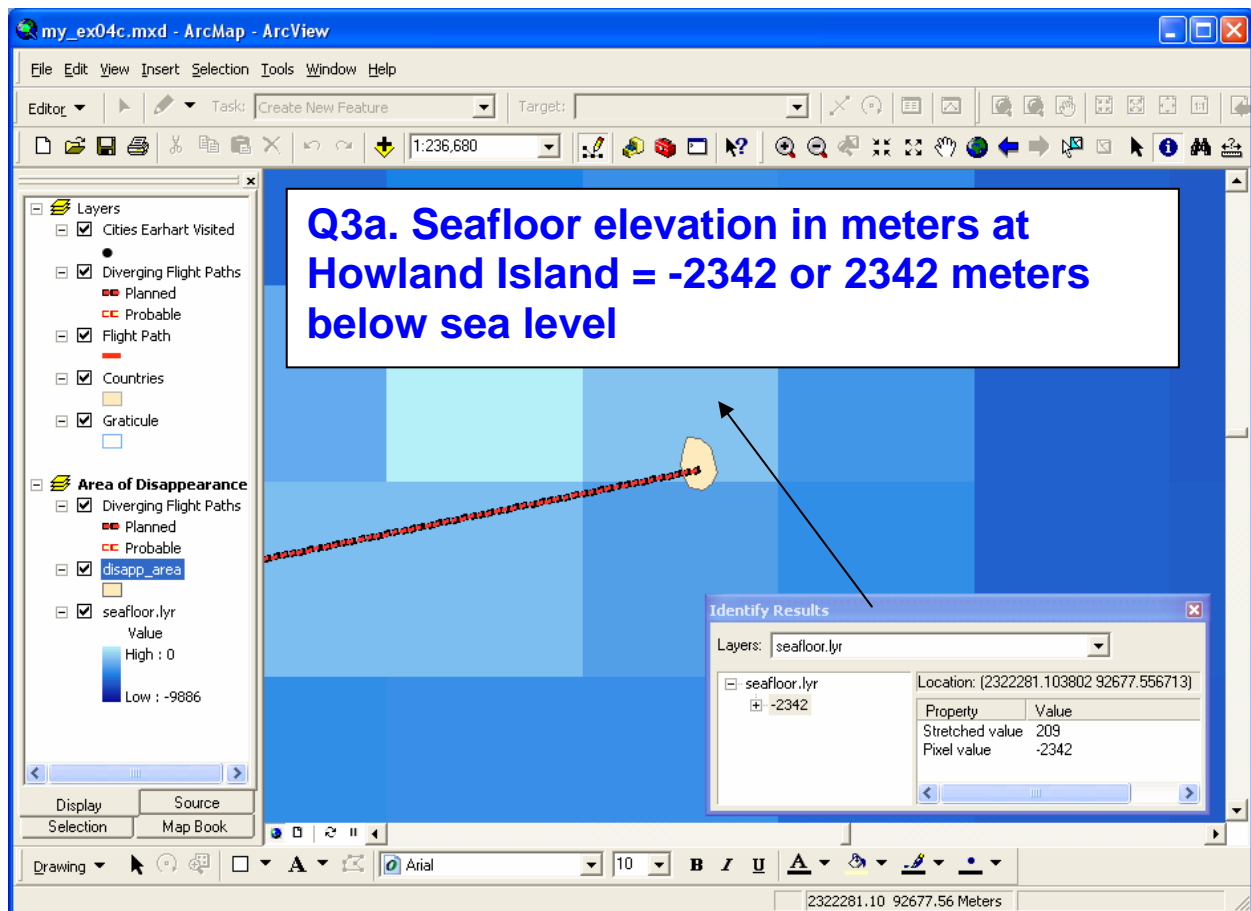 my_ex04c.mxd - ArcMap - ArcView
File Edit View Insert Selection Tools Window Help
Editor Task: Create New Feature Target:
1:236,680
Layers
Cities Earhart Visited
Diverging Flight Paths
Planned
Probable
Flight Path
Countries
Graticule
Area of Disappearance
Diverging Flight Paths
Planned
Probable
disapp_area
seafloor.lyr
Value
High : 0
Low : -9886
Display Source
Selection Map Book
Q3a. Seafloor elevation in meters at
Howland Island = -2342 or 2342 meters
below sea level
Identify Results
Layers: seafloor.lyr
seafloor.lyr
-2342
Location: (2322281.103802 92677.556713)
Property Value
Stretched value 209
Pixel value -2342
Drawing A Arial 10 B I U A
2322281.10 92677.56 Meters